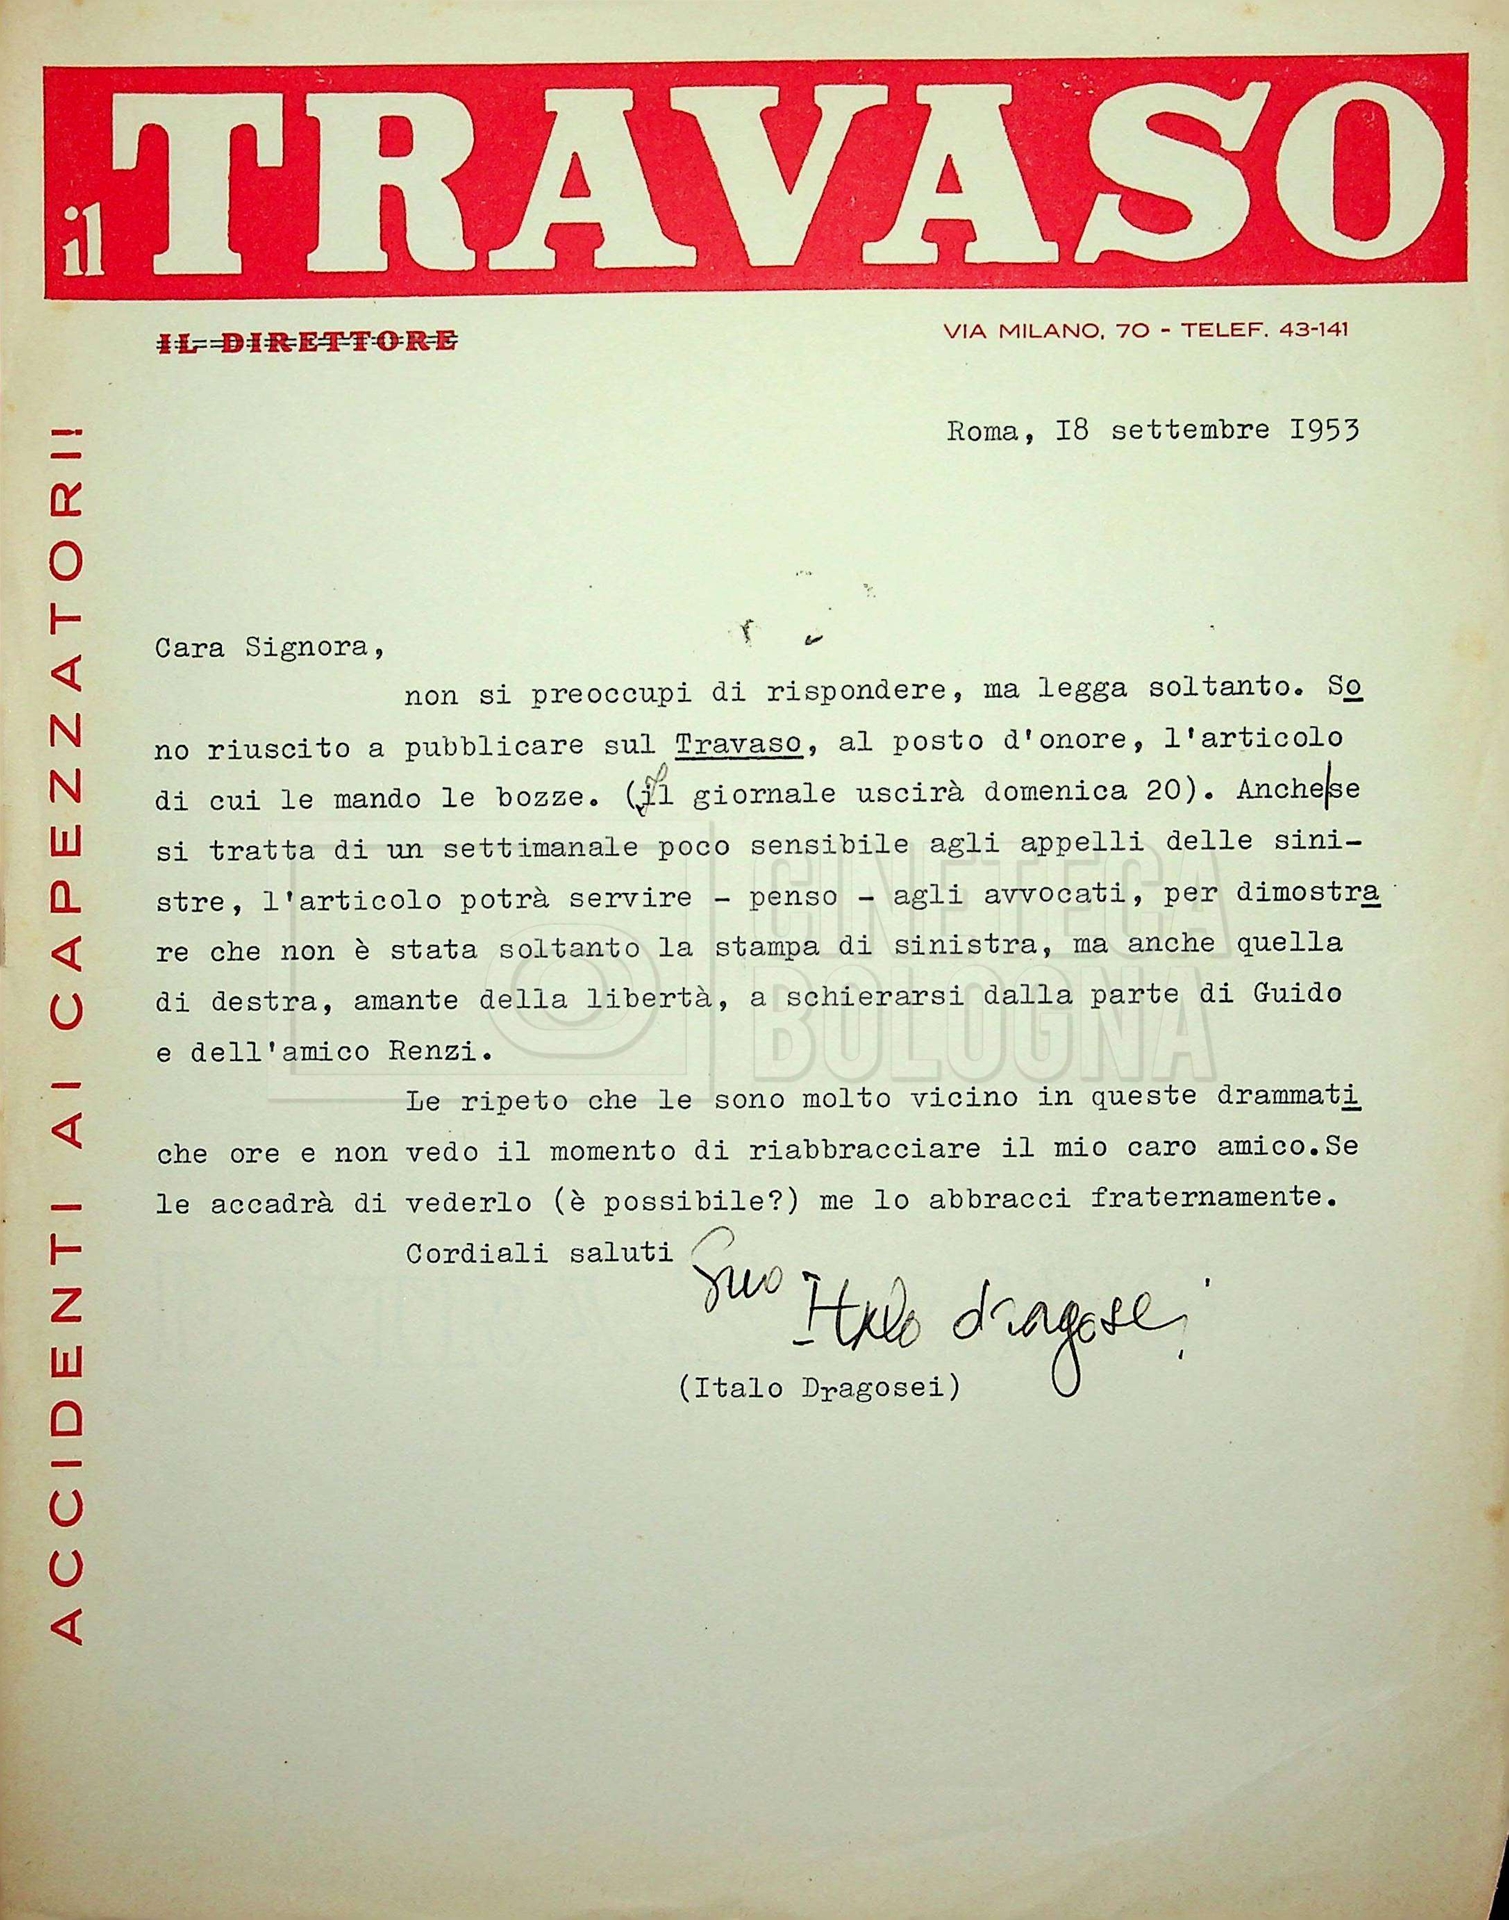 il TRAVASO
IL DIRETTORE
VIA MILANO, 70 - TELEF. 43-141
ACCIDENTI AI CAPEZZATORI!
Roma, I8 settembre I953
Cara Signora,
non si preoccupi di rispondere, ma legga soltanto. So
no riuscito a pubblicare sul Travaso, al posto d'onore, l'articolo
di cui le mando le bozze. (Il giornale uscirà domenica 20). Anche|se
si tratta di un settimanale poco sensibile agli appelli delle sini-
stre, l'articolo potrà servire - penso - agli avvocati, per dimostra
re che non è stata soltanto la stampa di sinistra, ma anche quella
di destra, amante della libertà, a schierarsi dalla parte di Guido
e dell'amico Renzi.
Le ripeto che le sono molto vicino in queste drammati
che ore e non vedo il momento di riabbracciare il mio caro amico.Se
le accadrà di vederlo (è possibile?) me lo abbracci fraternamente.
Cordiali saluti
Suo
Italo Dragosei
(Italo Dragosei)
CINETECA
BOLOGNA